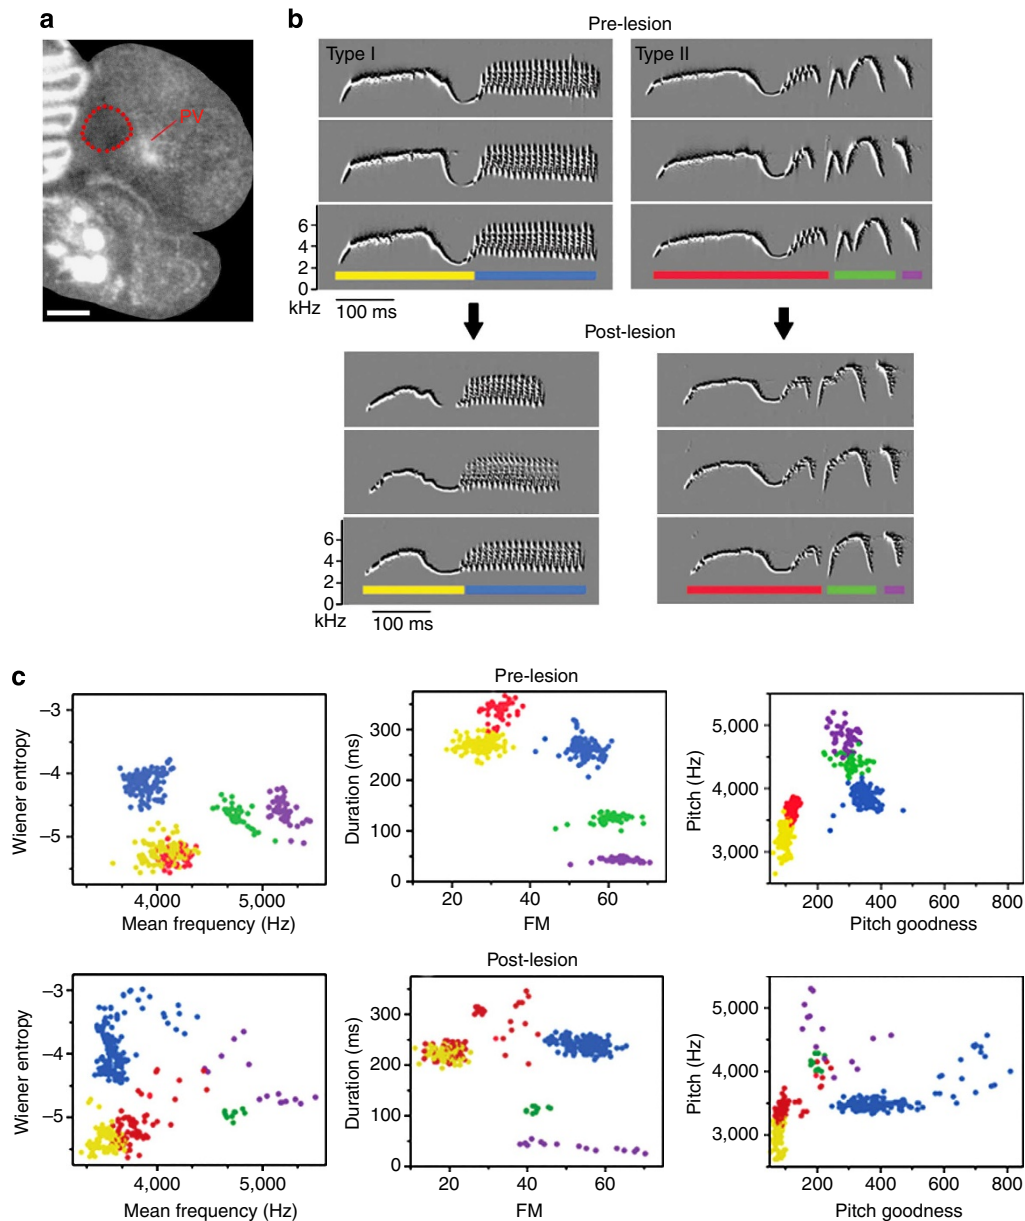 a
PV
b
Pre-lesion
Type I
Type II
6
4
2
0
kHz
100 ms
Post-lesion
6
4
2
0
kHz
100 ms
c
Pre-lesion
Wiener entropy
–3
–4
–5
4,000 5,000
Mean frequency (Hz)
Duration (ms)
300
200
100
0
20 40 60
FM
Pitch (Hz)
5,000
4,000
3,000
200 400 600 800
Pitch goodness
Post-lesion
Wiener entropy
–3
–4
–5
4,000 5,000
Mean frequency (Hz)
Duration (ms)
300
200
100
0
20 40 60
FM
Pitch (Hz)
5,000
4,000
3,000
200 400 600 800
Pitch goodness